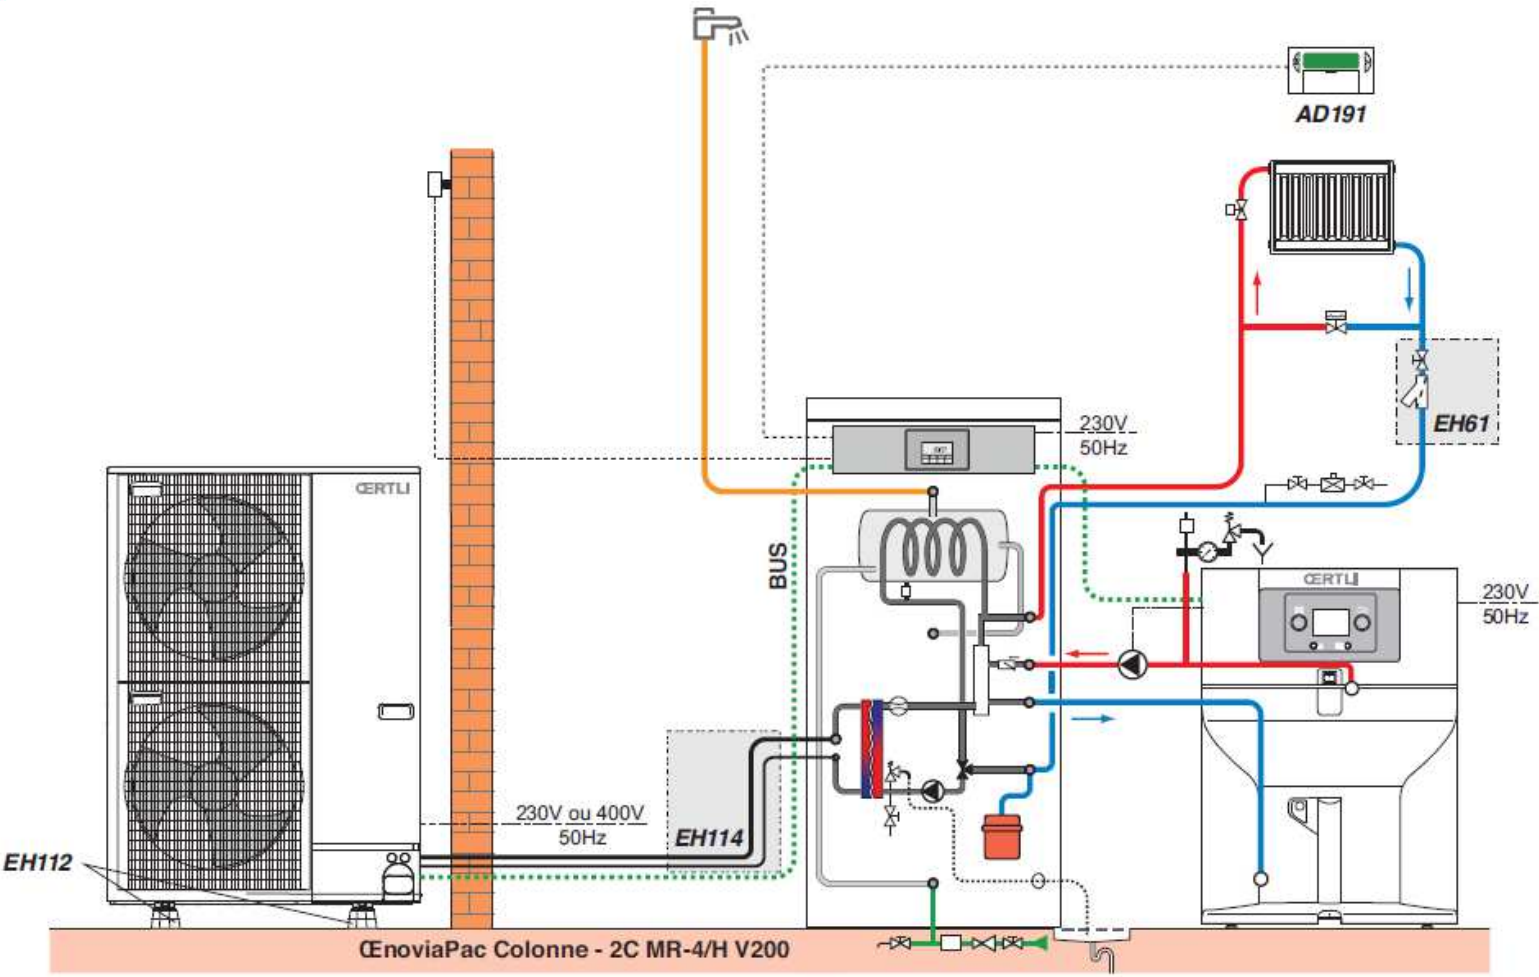 AD191
230V
50Hz
EH61
ŒRTLI
BUS
ŒRTLI
230V
50Hz
230V ou 400V
50Hz
EH114
EH112
ŒnoviaPac Colonne - 2C MR-4/H V200